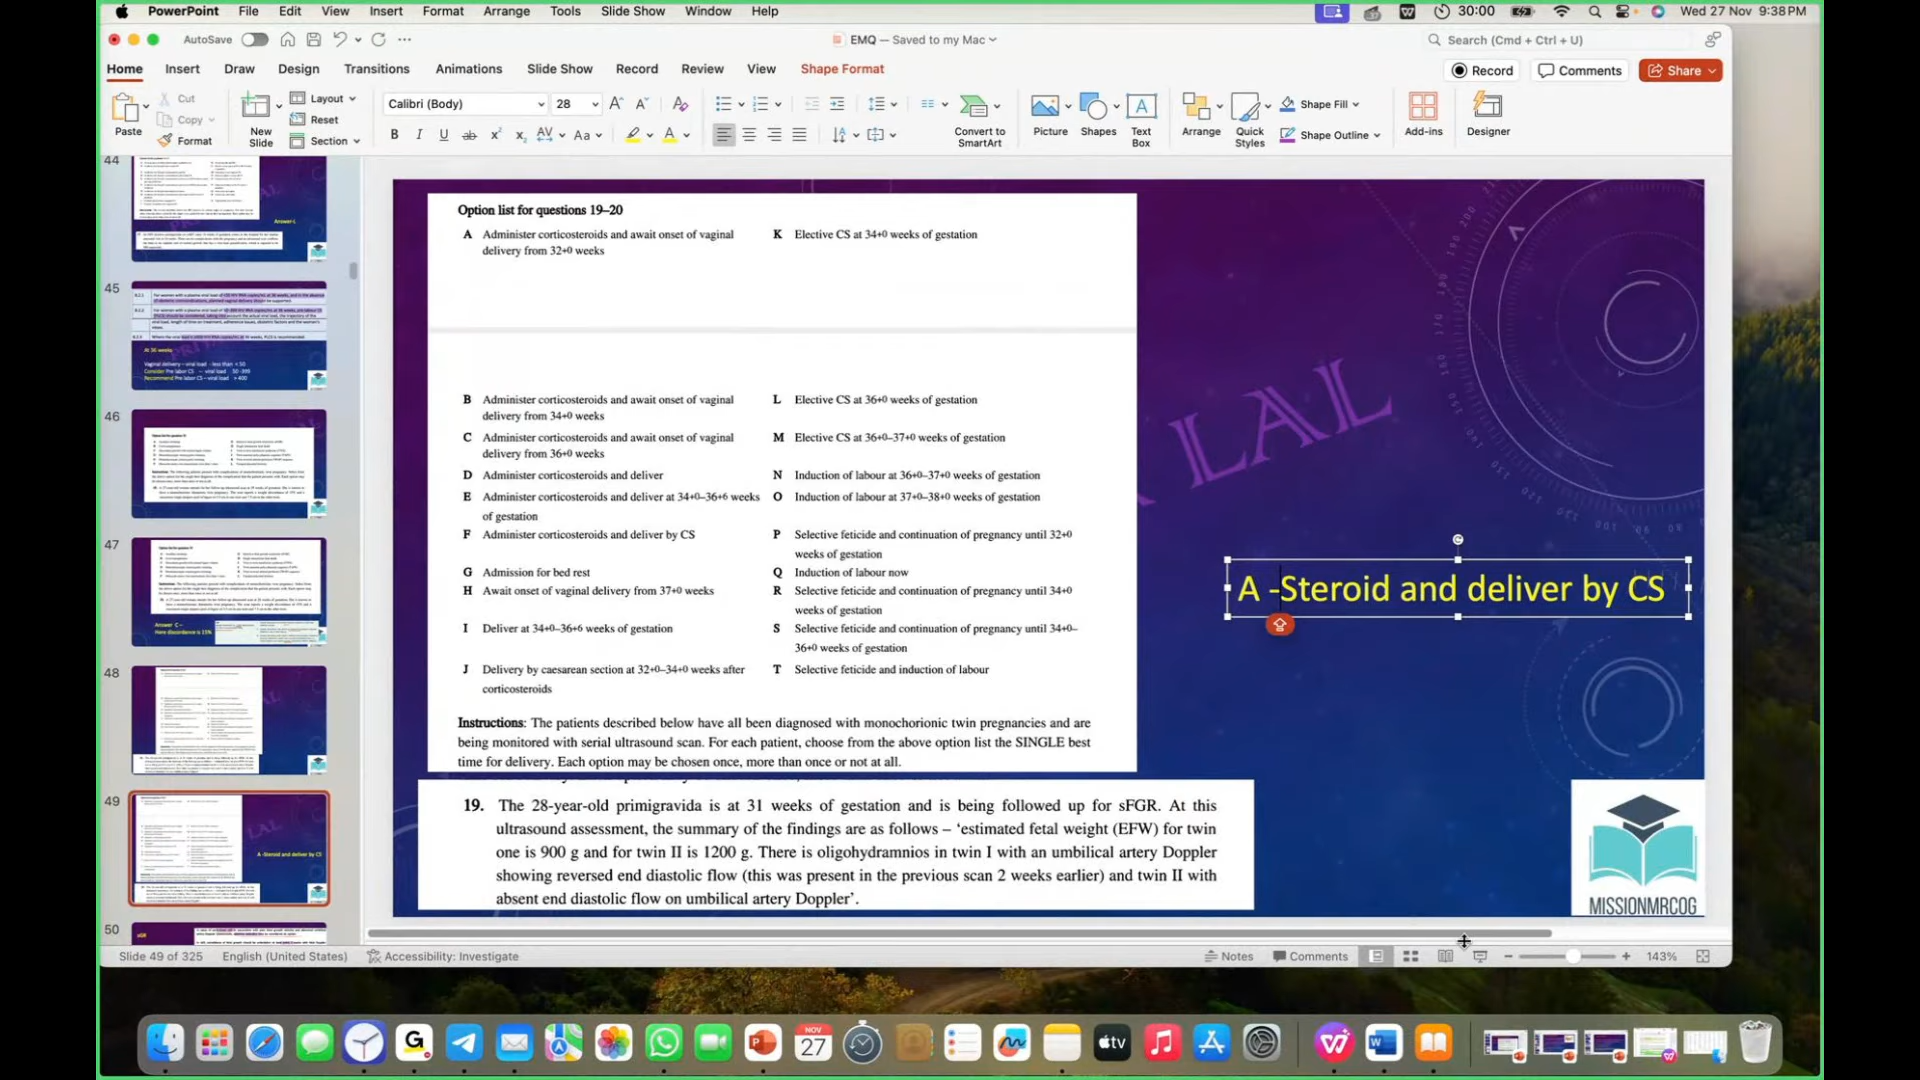 PowerPoint File Edit View Insert Format Arrange Tools Slide Show Window Help
30:00 Wed 27 Nov 9:38 PM
AutoSave EMQ — Saved to my Mac Search (Cmd + Ctrl + U)
Home Insert Draw Design Transitions Animations Slide Show Record Review View Shape Format Record Comments Share
Paste Cut Copy Format
New Slide Layout Reset Section
Calibri (Body) 28
Convert to SmartArt Picture Shapes Text Box Arrange Quick Styles Shape Fill Shape Outline Add-ins Designer
44
45
46
47
48
49
50
Option list for questions 19–20
A Administer corticosteroids and await onset of vaginal delivery from 32+0 weeks
K Elective CS at 34+0 weeks of gestation
B Administer corticosteroids and await onset of vaginal delivery from 34+0 weeks
L Elective CS at 36+0 weeks of gestation
C Administer corticosteroids and await onset of vaginal delivery from 36+0 weeks
M Elective CS at 36+0–37+0 weeks of gestation
D Administer corticosteroids and deliver
N Induction of labour at 36+0–37+0 weeks of gestation
E Administer corticosteroids and deliver at 34+0–36+6 weeks of gestation
O Induction of labour at 37+0–38+0 weeks of gestation
F Administer corticosteroids and deliver by CS
P Selective feticide and continuation of pregnancy until 32+0 weeks of gestation
G Admission for bed rest
Q Induction of labour now
H Await onset of vaginal delivery from 37+0 weeks
R Selective feticide and continuation of pregnancy until 34+0 weeks of gestation
I Deliver at 34+0–36+6 weeks of gestation
S Selective feticide and continuation of pregnancy until 34+0–36+0 weeks of gestation
J Delivery by caesarean section at 32+0–34+0 weeks after corticosteroids
T Selective feticide and induction of labour
Instructions: The patients described below have all been diagnosed with monochorionic twin pregnancies and are
being monitored with serial ultrasound scan. For each patient, choose from the above option list the SINGLE best
time for delivery. Each option may be chosen once, more than once or not at all.
19. The 28-year-old primigravida is at 31 weeks of gestation and is being followed up for sFGR. At this
ultrasound assessment, the summary of the findings are as follows – ‘estimated fetal weight (EFW) for twin
one is 900 g and for twin II is 1200 g. There is oligohydramnios in twin I with an umbilical artery Doppler
showing reversed end diastolic flow (this was present in the previous scan 2 weeks earlier) and twin II with
absent end diastolic flow on umbilical artery Doppler’.
A -Steroid and deliver by CS
LAL
MISSIONMRCOG
Slide 49 of 325 English (United States) Accessibility: Investigate Notes Comments 143%
NOV
27
tv